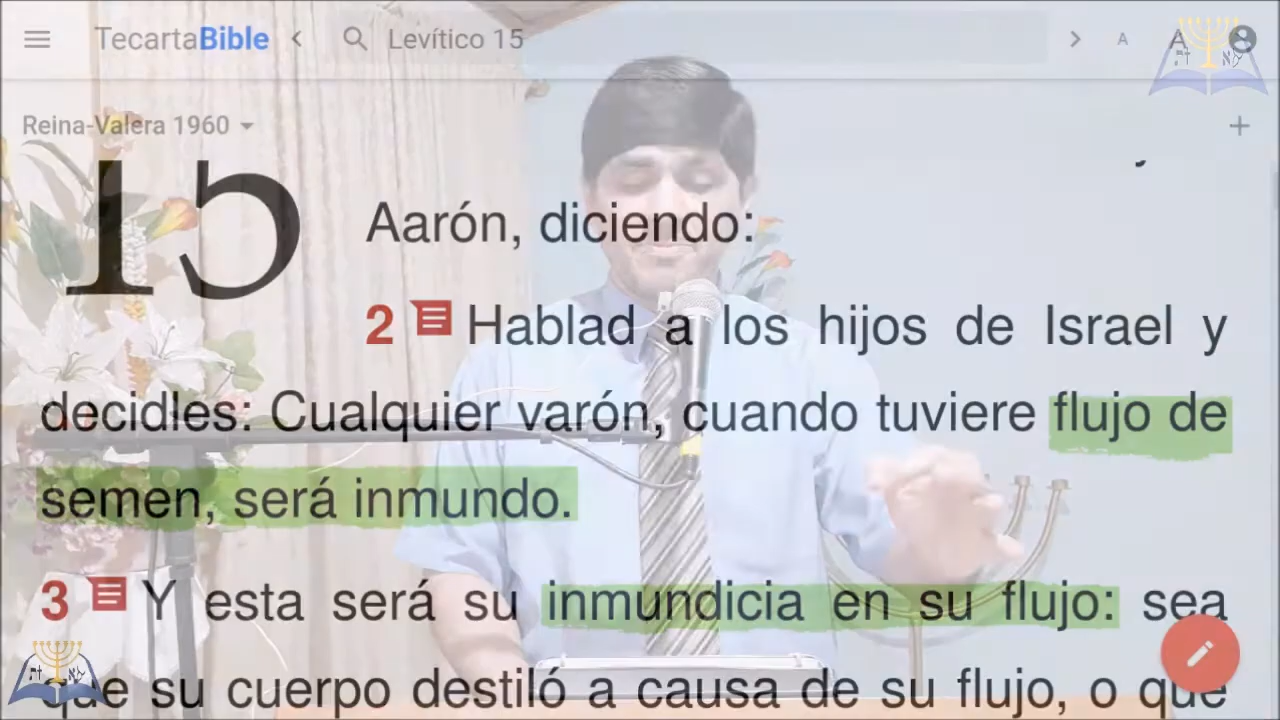 TecartaBible
Levítico 15
A
A
Reina-Valera 1960
15
Aarón, diciendo:
2 Hablad a los hijos de Israel y
decidles: Cualquier varón, cuando tuviere flujo de
semen, será inmundo.
3 Y esta será su inmundicia en su flujo: sea
que su cuerpo destiló a causa de su flujo, o que